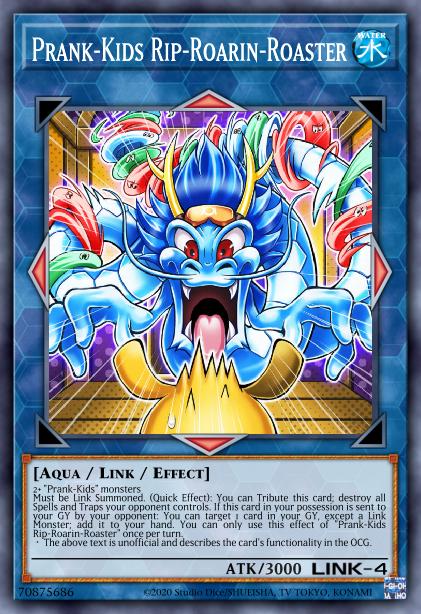 PRANK-KIDS RIP-ROARIN-ROASTER
WATER
水
[AQUA / LINK / EFFECT]
2+ "Prank-Kids" monsters
Must be Link Summoned. (Quick Effect): You can Tribute this card; destroy all
Spells and Traps your opponent controls. If this card in your possession is sent to
your GY by your opponent: You can target 1 card in your GY, except a Link
Monster; add it to your hand. You can only use this effect of "Prank-Kids
Rip-Roarin-Roaster" once per turn.
· The above text is unofficial and describes the card's functionality in the OCG.
ATK/3000 LINK-4
70875686
©2020 Studio Dice/SHUEISHA, TV TOKYO, KONAMI